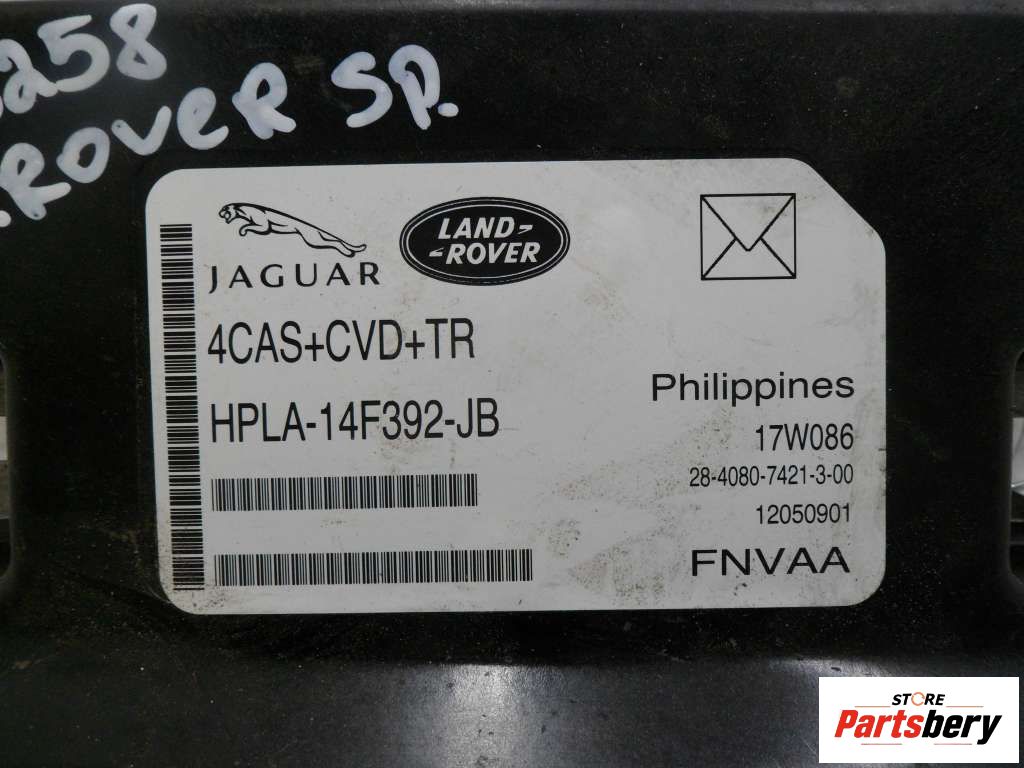 258
ROVER SP.
JAGUAR
LAND
ROVER
4CAS+CVD+TR
HPLA-14F392-JB
Philippines
17W086
28-4080-7421-3-00
12050901
FNVAA
STORE
Partsbery